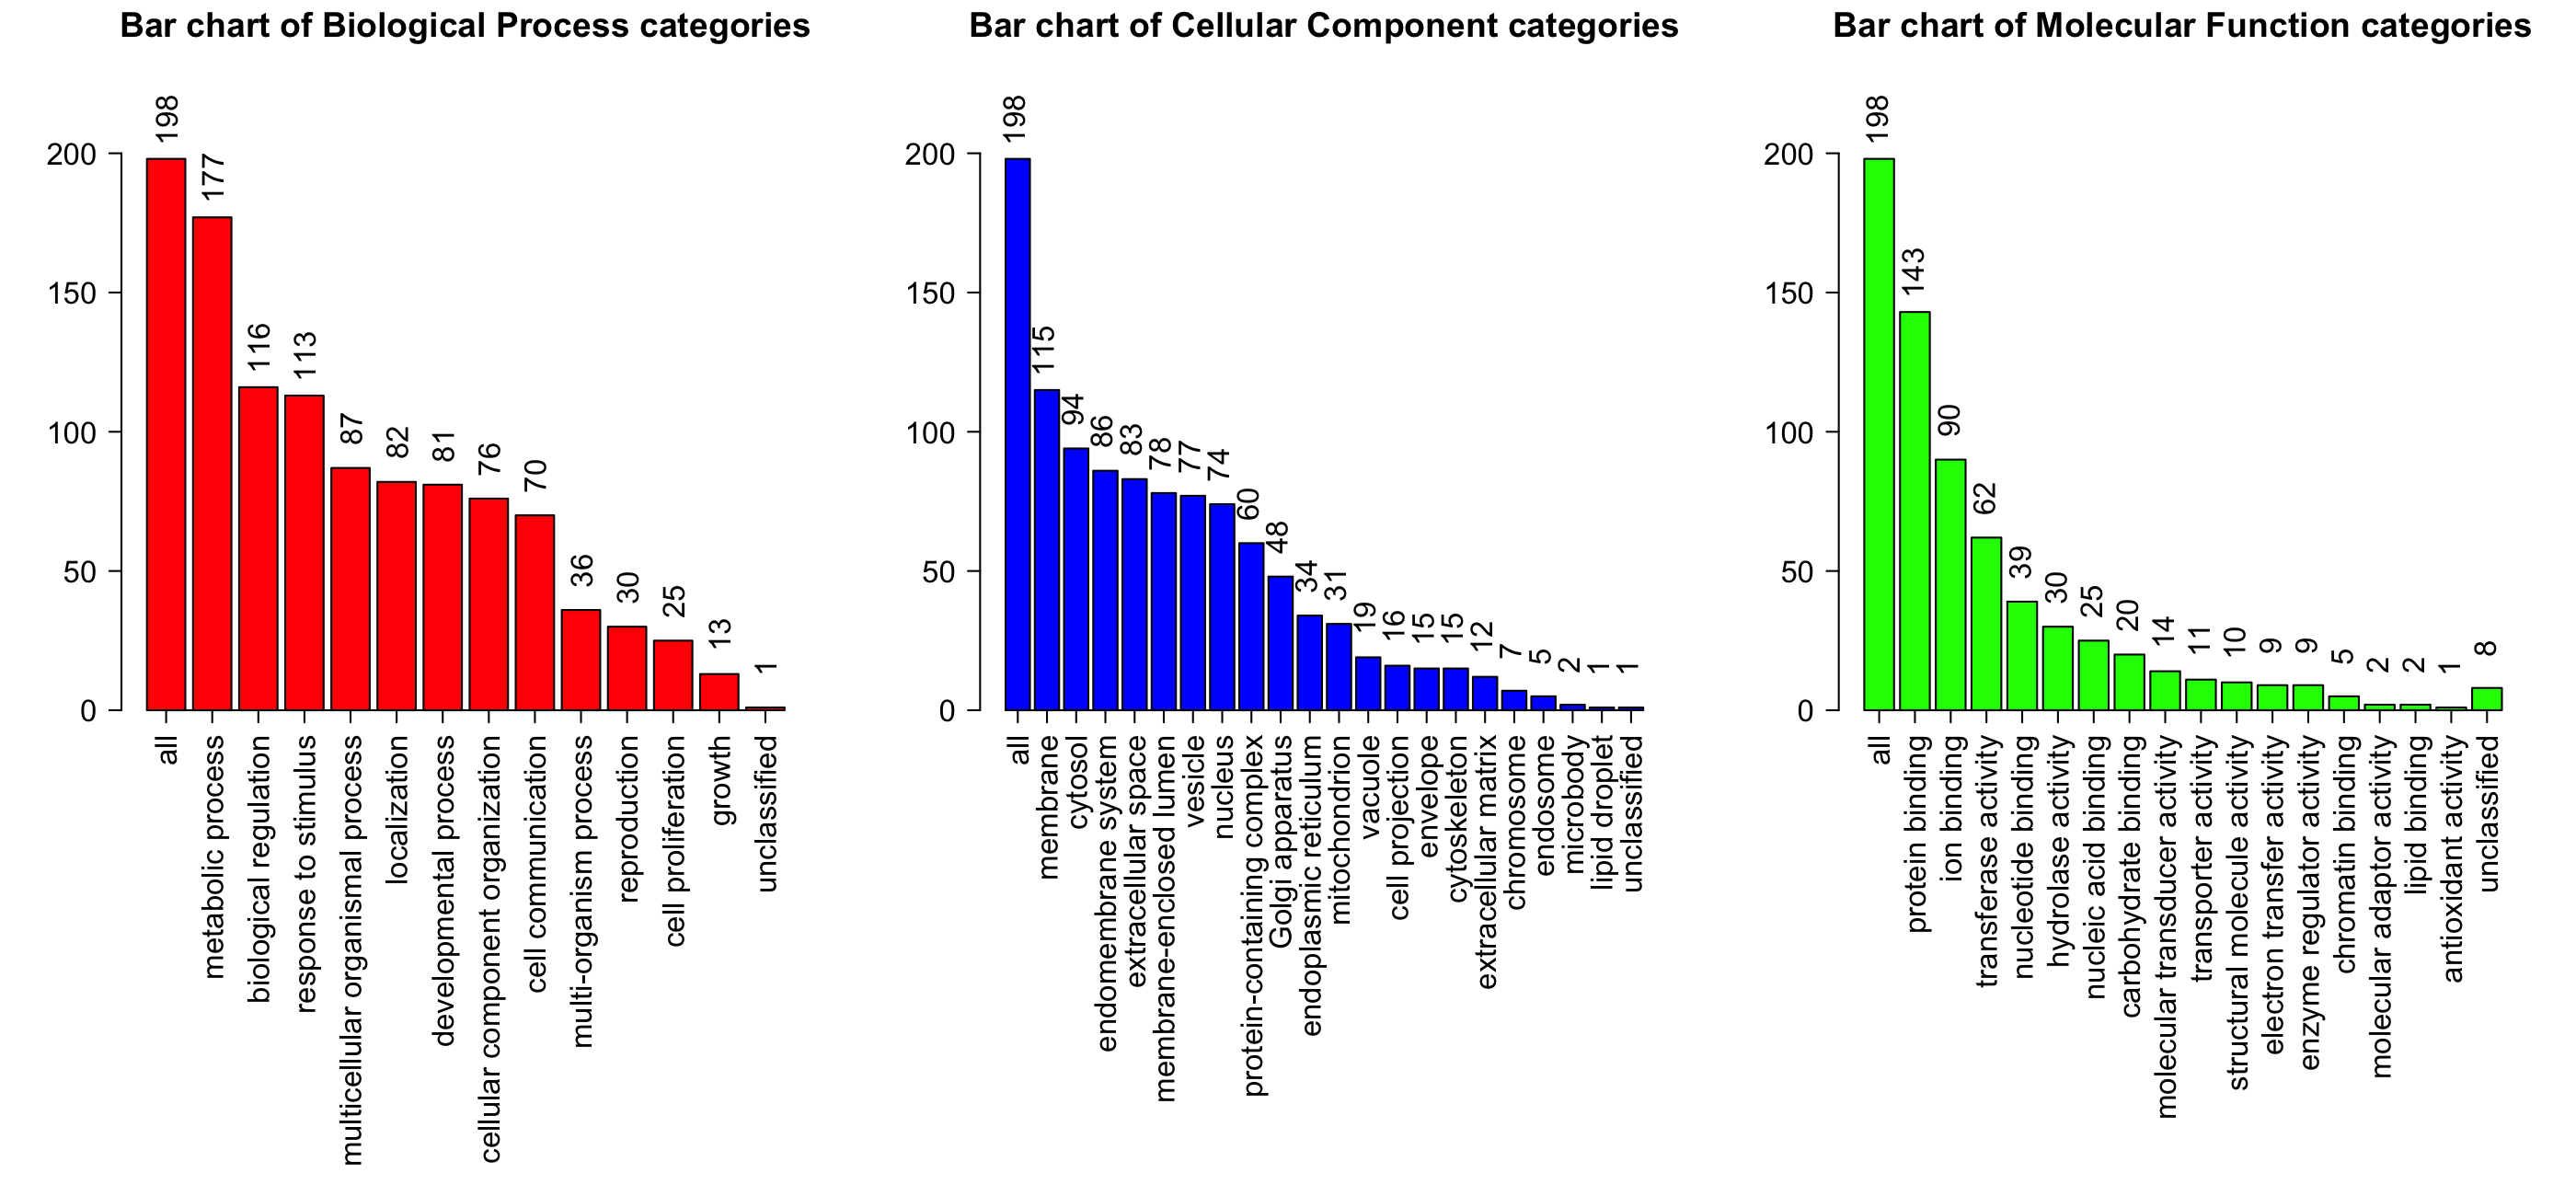 Bar chart of Biological Process categories
200
150
100
50
0
198
177
116
113
87
82
81
76
70
36
30
25
13
1
all
metabolic process
biological regulation
response to stimulus
multicellular organismal process
localization
developmental process
cellular component organization
cell communication
multi-organism process
reproduction
cell proliferation
growth
unclassified
Bar chart of Cellular Component categories
200
150
100
50
0
198
115
94
86
83
78
77
74
60
48
34
31
19
16
15
15
12
7
5
2
1
1
all
membrane
cytosol
endomembrane system
extracellular space
membrane-enclosed lumen
vesicle
nucleus
protein-containing complex
Golgi apparatus
endoplasmic reticulum
mitochondrion
vacuole
cell projection
envelope
cytoskeleton
extracellular matrix
chromosome
endosome
microbody
lipid droplet
unclassified
Bar chart of Molecular Function categories
200
150
100
50
0
198
143
90
62
39
30
25
20
14
11
10
9
9
5
2
2
1
8
all
protein binding
ion binding
transferase activity
nucleotide binding
hydrolase activity
nucleic acid binding
carbohydrate binding
molecular transducer activity
transporter activity
structural molecule activity
electron transfer activity
enzyme regulator activity
chromatin binding
molecular adaptor activity
lipid binding
antioxidant activity
unclassified